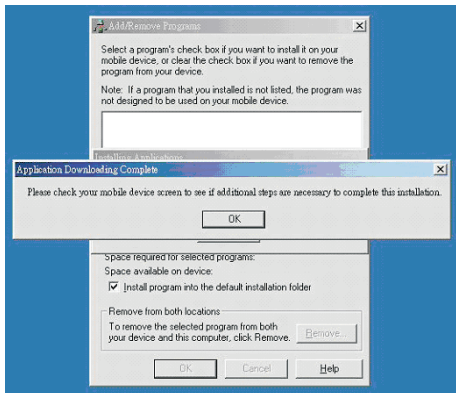 Add/Remove Programs
Select a program's check box if you want to install it on your
mobile device, or clear the check box if you want to remove the
program from your device.
Note: If a program that you installed is not listed, the program was
not designed to be used on your mobile device.
Installing Applications
Application Downloading Complete
Please check your mobile device screen to see if additional steps are necessary to complete this installation.
OK
Space required for selected programs:
Space available on device:
Install program into the default installation folder
Remove from both locations
To remove the selected program from both
your device and this computer, click Remove.
Remove...
OK Cancel Help